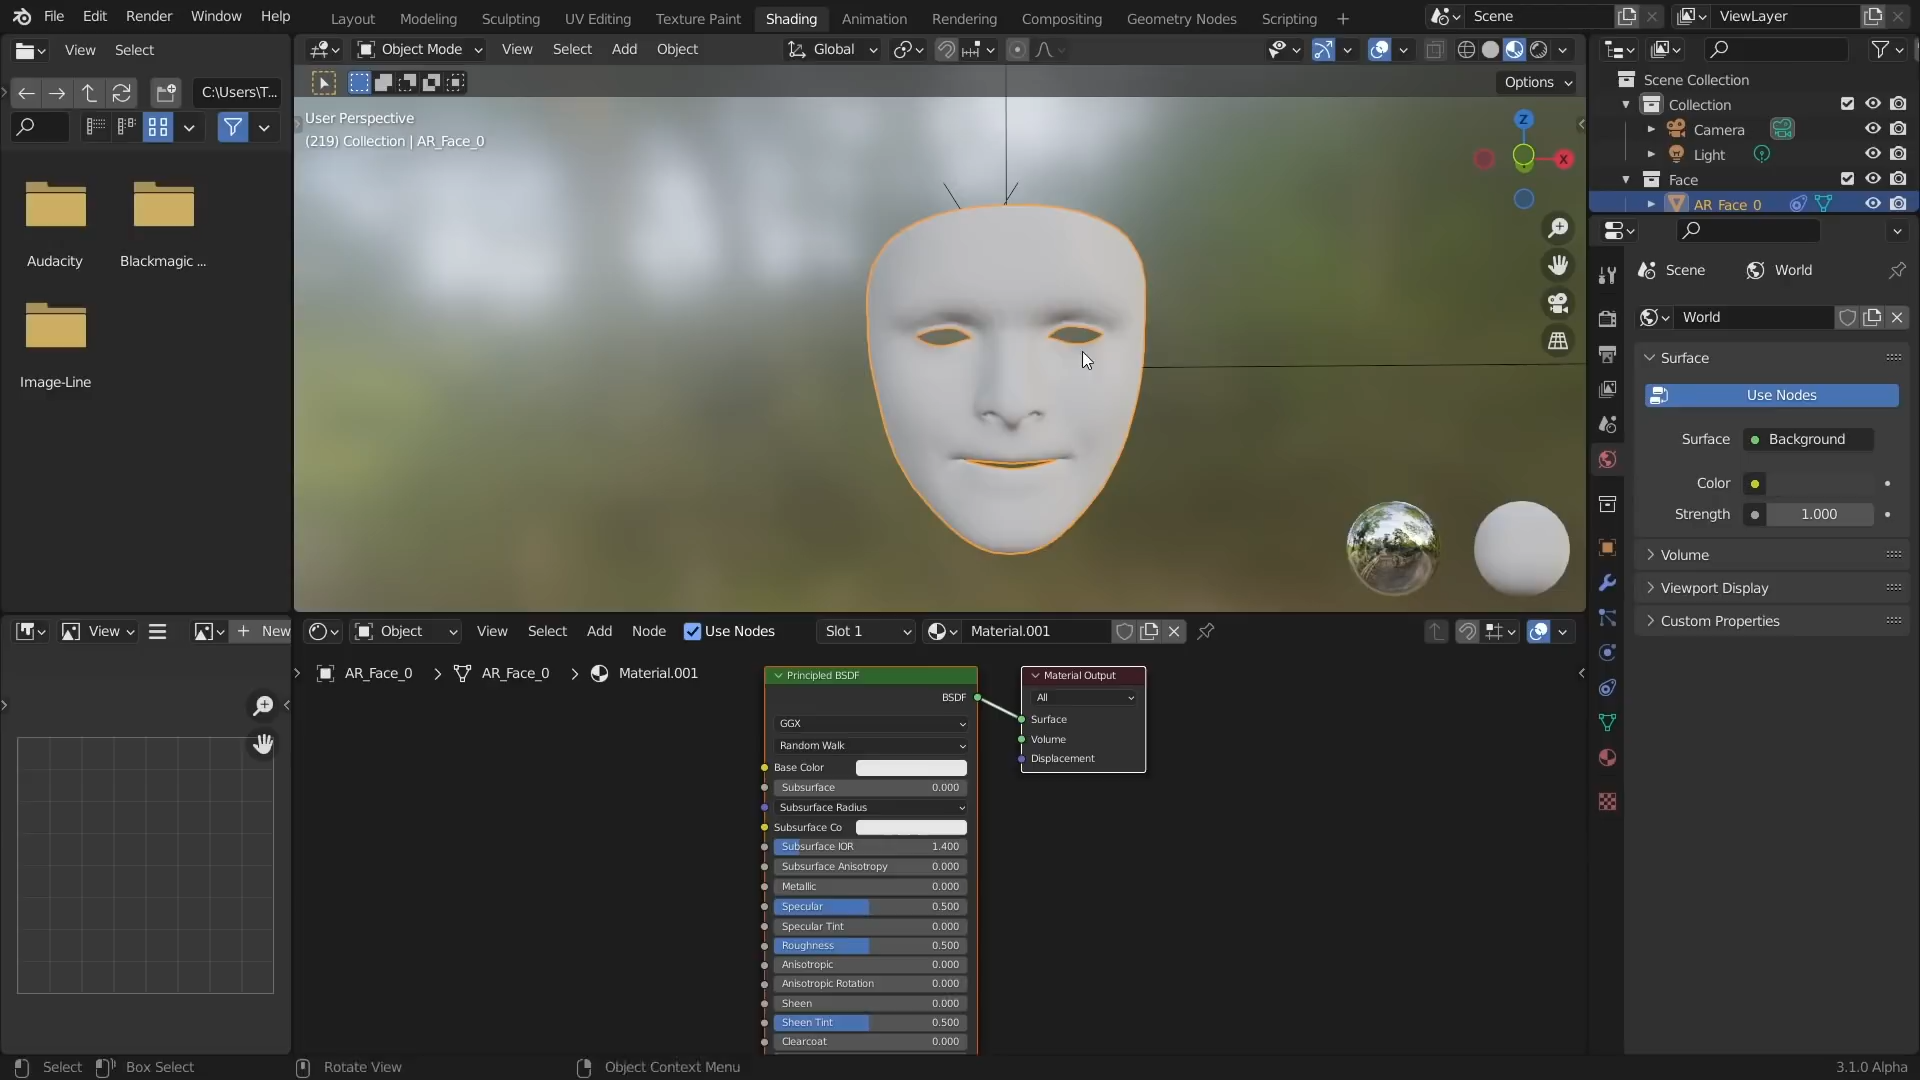 File Edit Render Window Help
Layout Modeling Sculpting UV Editing Texture Paint Shading Animation Rendering Compositing Geometry Nodes Scripting
Scene
ViewLayer
View Select
Object Mode View Select Add Object
Global
C:\Users\T...
Options
User Perspective
(219) Collection | AR_Face_0
Z
X
Audacity
Blackmagic ...
Image-Line
Scene Collection
Collection
Camera
Light
Face
AR_Face_0
Scene World
World
Surface
Use Nodes
Surface Background
Color
Strength 1.000
Volume
Viewport Display
Custom Properties
View
New
Object View Select Add Node Use Nodes Slot 1 Material.001
AR_Face_0 AR_Face_0 Material.001
Principled BSDF
BSDF
GGX
Random Walk
Base Color
Subsurface 0.000
Subsurface Radius
Subsurface Co
Subsurface IOR 1.400
Subsurface Anisotropy 0.000
Metallic 0.000
Specular 0.500
Specular Tint 0.000
Roughness 0.500
Anisotropic 0.000
Anisotropic Rotation 0.000
Sheen 0.000
Sheen Tint 0.500
Clearcoat 0.000
Material Output
All
Surface
Volume
Displacement
Select Box Select Rotate View Object Context Menu
3.1.0 Alpha